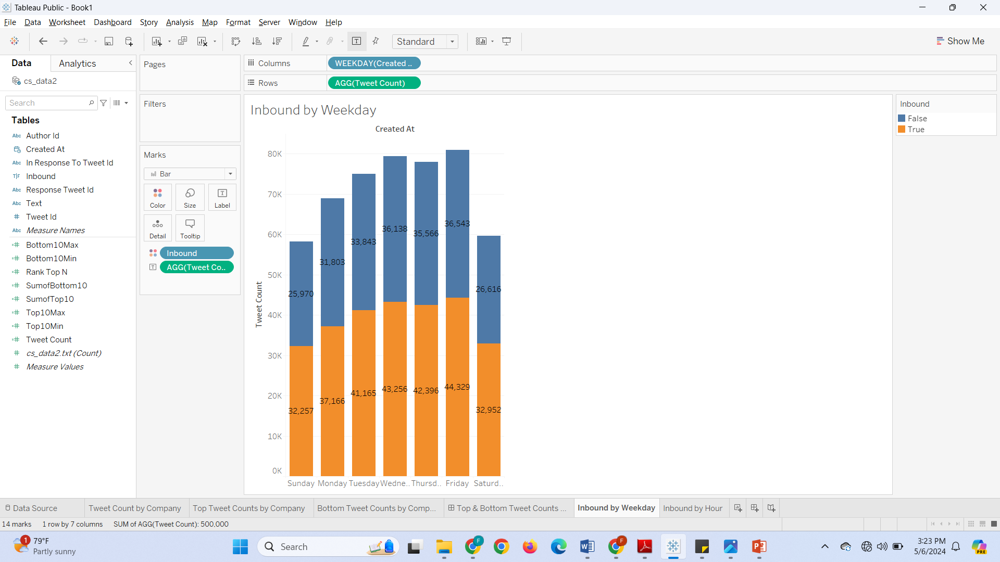 Tableau Public - Book1
File Data Worksheet Dashboard Story Analysis Map Format Server Window Help
Standard
Show Me
Data Analytics
cs_data2
Search
Tables
Abc Author Id
Created At
Abc In Response To Tweet Id
T|F Inbound
Abc Response Tweet Id
Abc Text
# Tweet Id
Abc Measure Names
=# Bottom10Max
=# Bottom10Min
=# Rank Top N
=# SumofBottom10
=# SumofTop10
=# Top10Max
=# Top10Min
=# Tweet Count
# cs_data2.txt (Count)
# Measure Values
Pages
Filters
Marks
Bar
Color Size Label
Detail Tooltip
Inbound
AGG(Tweet Co..
Columns WEEKDAY(Created ..
Rows AGG(Tweet Count)
Inbound by Weekday
Created At
80K
70K
60K
50K
40K
30K
20K
10K
0K
Tweet Count
25,970 31,803 33,843 36,138 35,566 36,543 26,616
32,257 37,166 41,165 43,256 42,396 44,329 32,952
Sunday Monday Tuesday Wedne.. Thursd.. Friday Saturd..
Inbound
False
True
Data Source Tweet Count by Company Top Tweet Counts by Company Bottom Tweet Counts by Comp... Top & Bottom Tweet Counts ... Inbound by Weekday Inbound by Hour
14 marks 1 row by 7 columns SUM of AGG(Tweet Count): 500,000
1
79°F
Partly sunny
Search
F
F
3:23 PM
5/6/2024
PRE